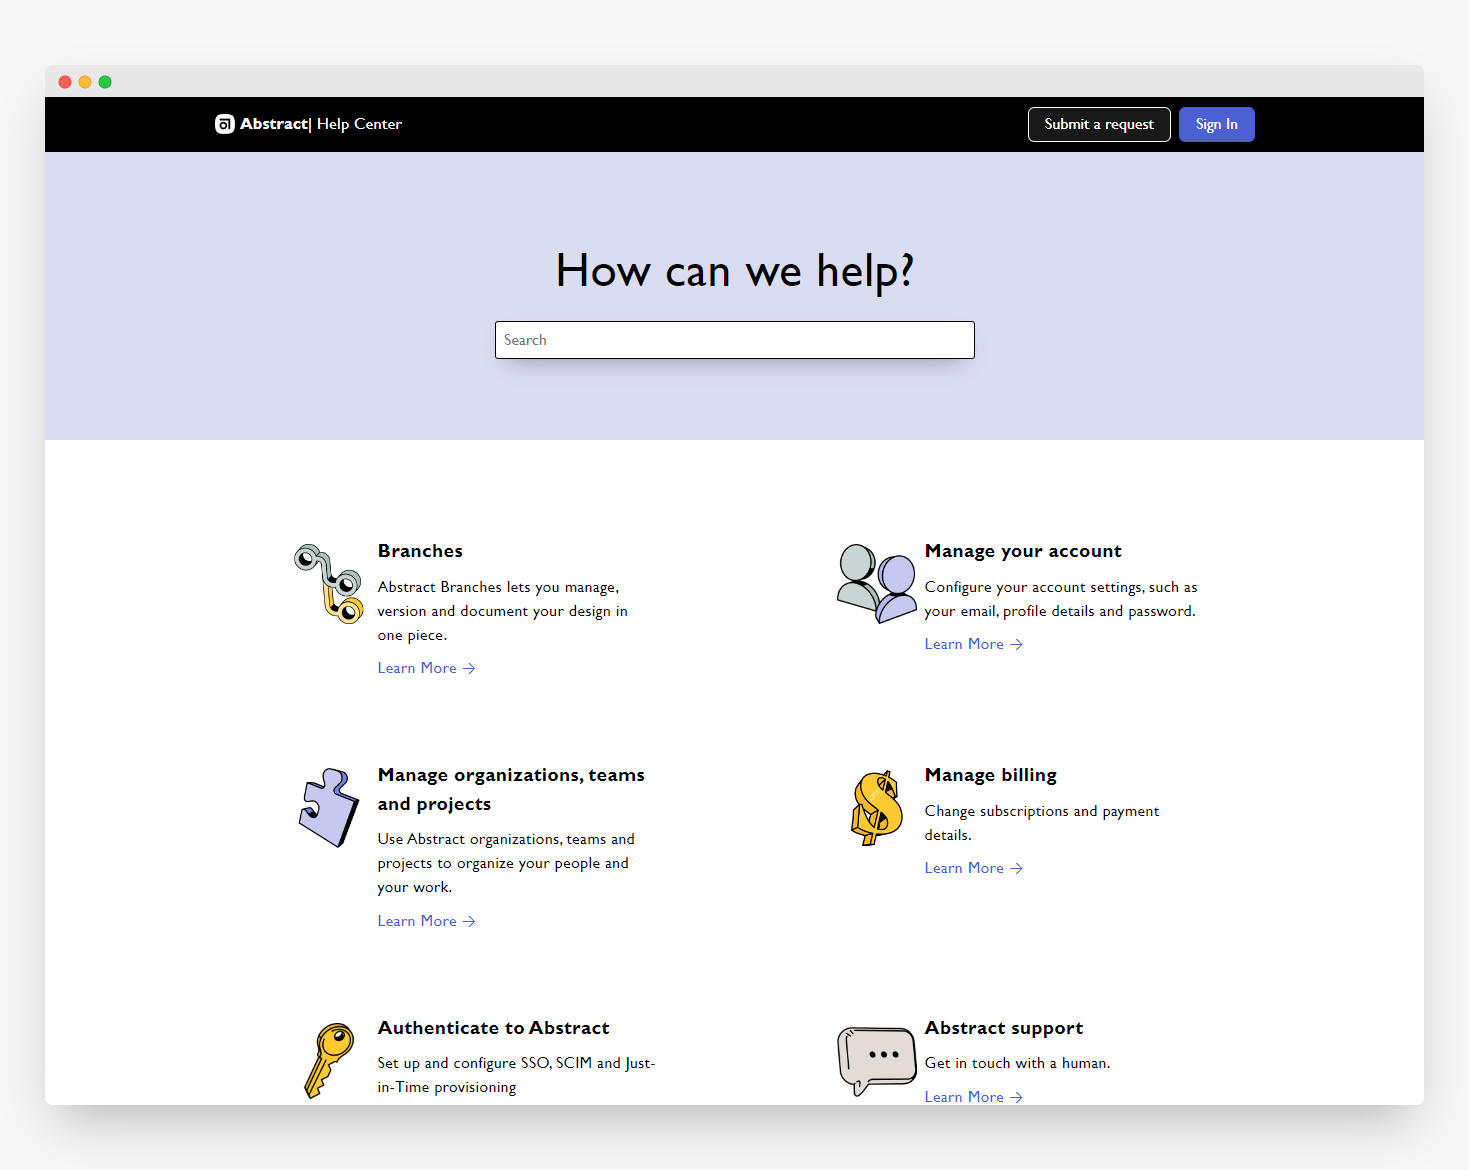 Abstract| Help Center
Submit a request
Sign In
How can we help?
Search
Branches
Abstract Branches lets you manage,
version and document your design in
one piece.
Learn More →
Manage your account
Configure your account settings, such as
your email, profile details and password.
Learn More →
Manage organizations, teams
and projects
Use Abstract organizations, teams and
projects to organize your people and
your work.
Learn More →
Manage billing
Change subscriptions and payment
details.
Learn More →
Authenticate to Abstract
Set up and configure SSO, SCIM and Just-
in-Time provisioning
Abstract support
Get in touch with a human.
Learn More →